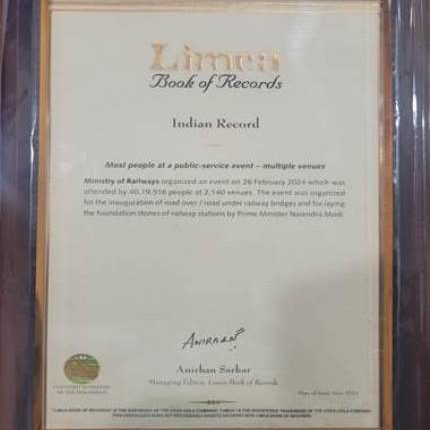 Limca
Book of Records
Indian Record
Most people at a public-service event – multiple venues
Ministry of Railways organized an event on 26 February 2024 which was
attended by 40,19,516 people at 2,140 venues. The event was organized
for the inauguration of road over / road under railway bridges and for laying
the foundation stones of railway stations by Prime Minister Narendra Modi
Anirban Sarkar
Managing Editor, Limca Book of Records